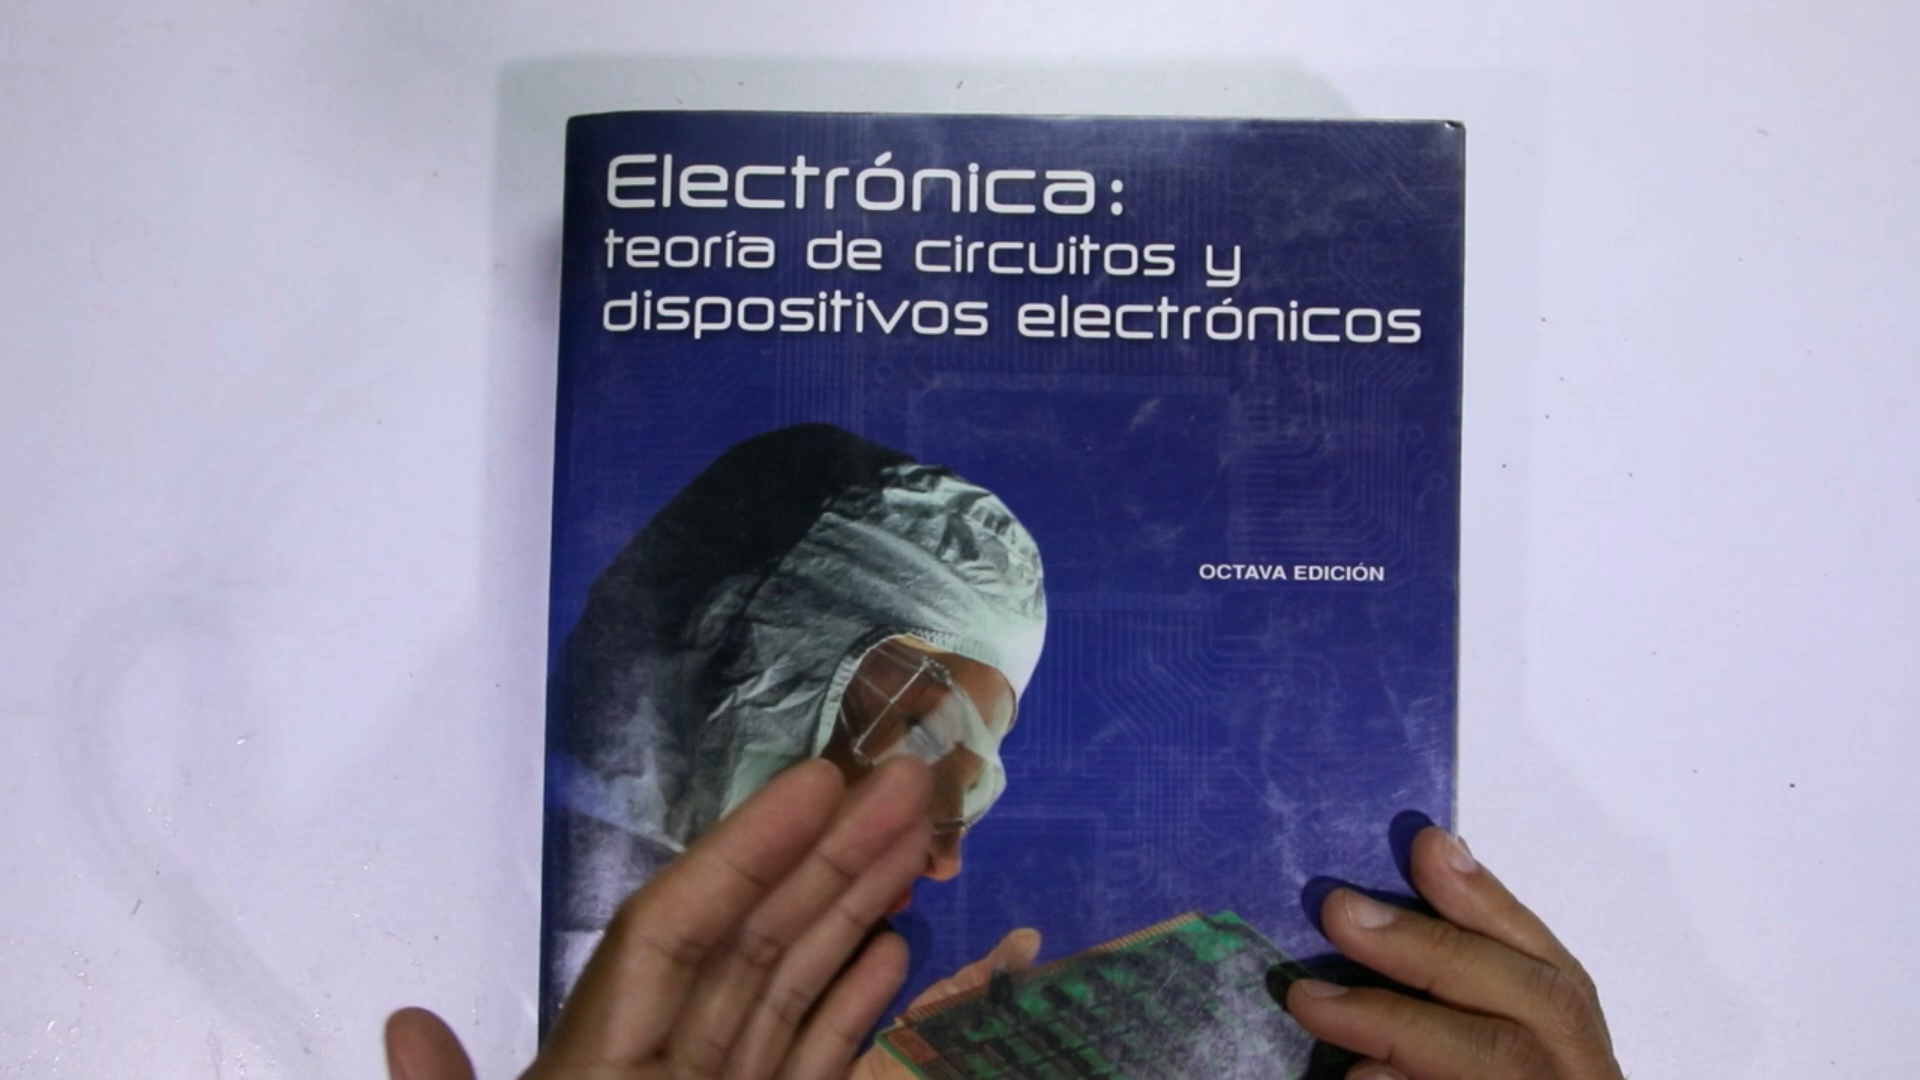 Electrónica:
teoría de circuitos y
dispositivos electrónicos
OCTAVA EDICIÓN